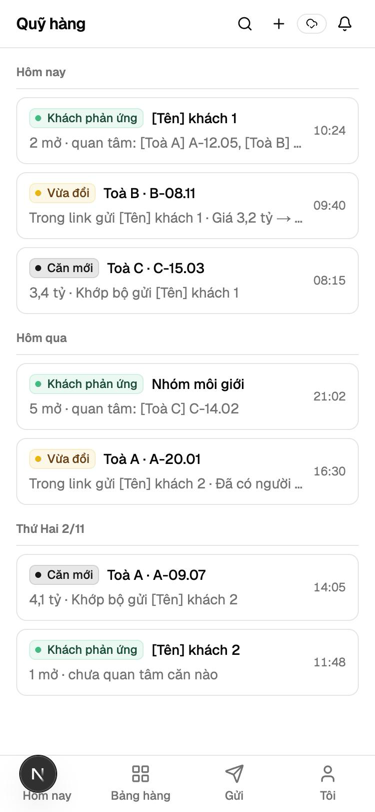 Quỹ hàng
Hôm nay
Khách phản ứng [Tên] khách 1
10:24
2 mở · quan tâm: [Toà A] A-12.05, [Toà B] ...
Vừa đổi Toà B · B-08.11
09:40
Trong link gửi [Tên] khách 1 · Giá 3,2 tỷ → ...
Căn mới Toà C · C-15.03
08:15
3,4 tỷ · Khớp bộ gửi [Tên] khách 1
Hôm qua
Khách phản ứng Nhóm môi giới
21:02
5 mở · quan tâm: [Toà C] C-14.02
Vừa đổi Toà A · A-20.01
16:30
Trong link gửi [Tên] khách 2 · Đã có người ...
Thứ Hai 2/11
Căn mới Toà A · A-09.07
14:05
4,1 tỷ · Khớp bộ gửi [Tên] khách 2
Khách phản ứng [Tên] khách 2
11:48
1 mở · chưa quan tâm căn nào
N
Hôm nay Bảng hàng Gửi Tôi